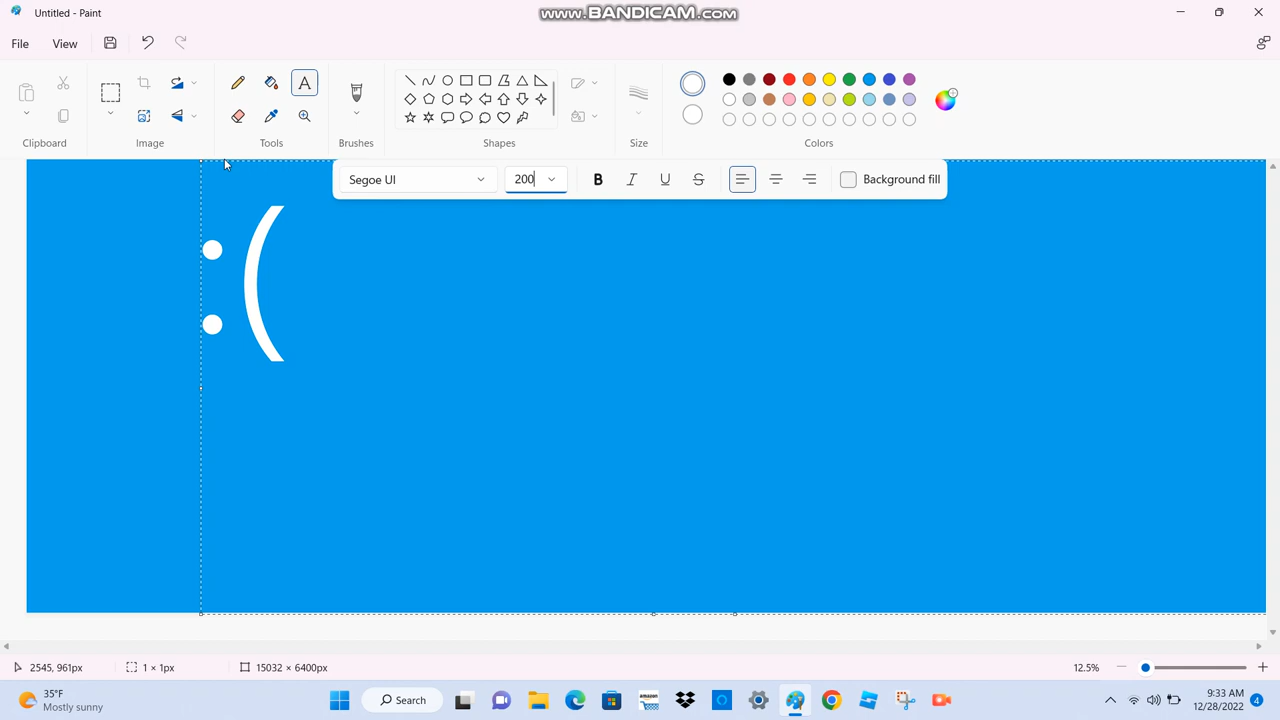 Untitled - Paint
www.BANDICAM.com
File View
Segoe UI 200 B I U S Background fill
Clipboard Image Tools Brushes Shapes Size Colors
A
:(
2545, 961px 1 × 1px 15032 × 6400px 12.5%
35°F
Mostly sunny
Search
amazon
9:33 AM
12/28/2022
4